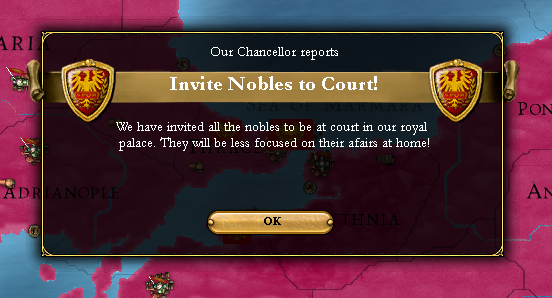 Our Chancellor reports
ARIA
Invite Nobles to Court!
SEA OF MARMARA
PON
We have invited all the nobles to be at court in our royal
palace. They will be less focused on their afairs at home!
ADRIANOPLE
AN
THNIA
OK